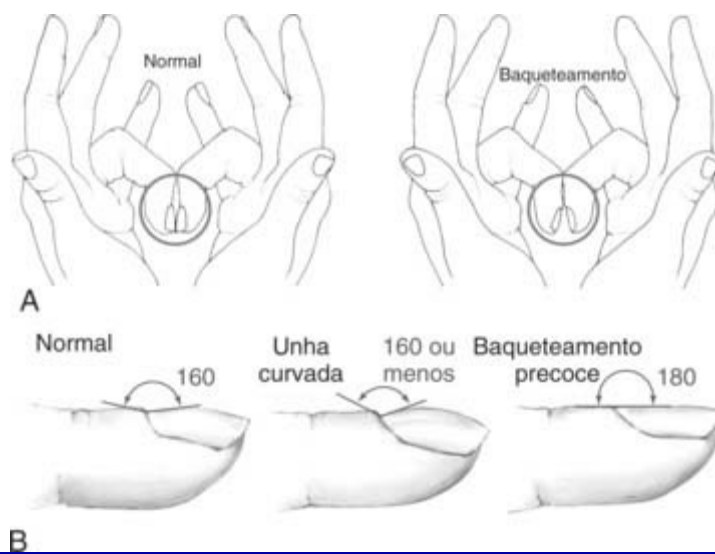 Normal
Baqueteamento
A
Normal
160
Unha
curvada
160 ou
menos
Baqueteamento
precoce
180
B